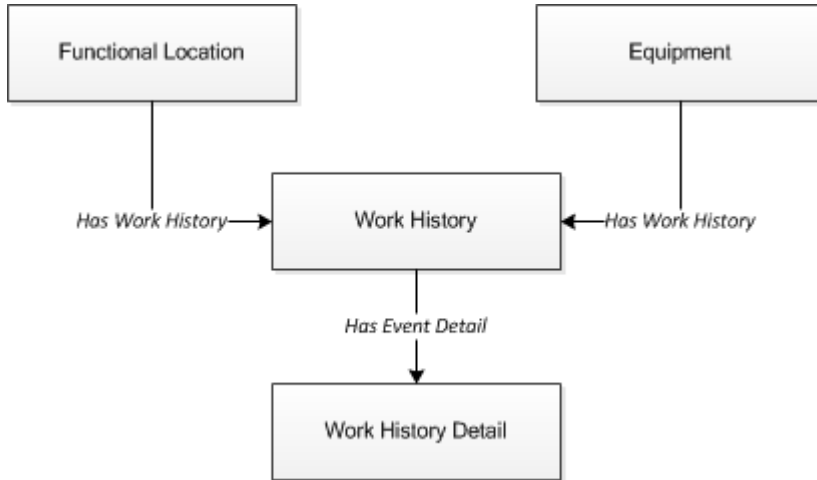 Functional Location
Equipment
Has Work History
Work History
Has Work History
Has Event Detail
Work History Detail